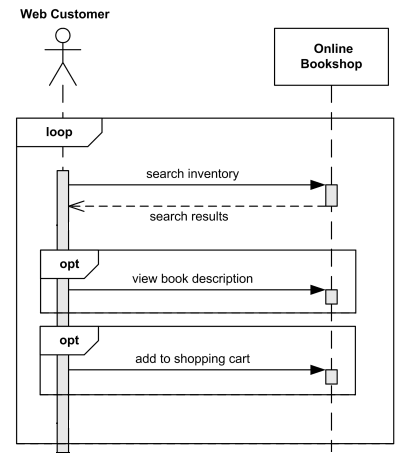 Web Customer
Online
Bookshop
loop
search inventory
search results
opt
view book description
opt
add to shopping cart